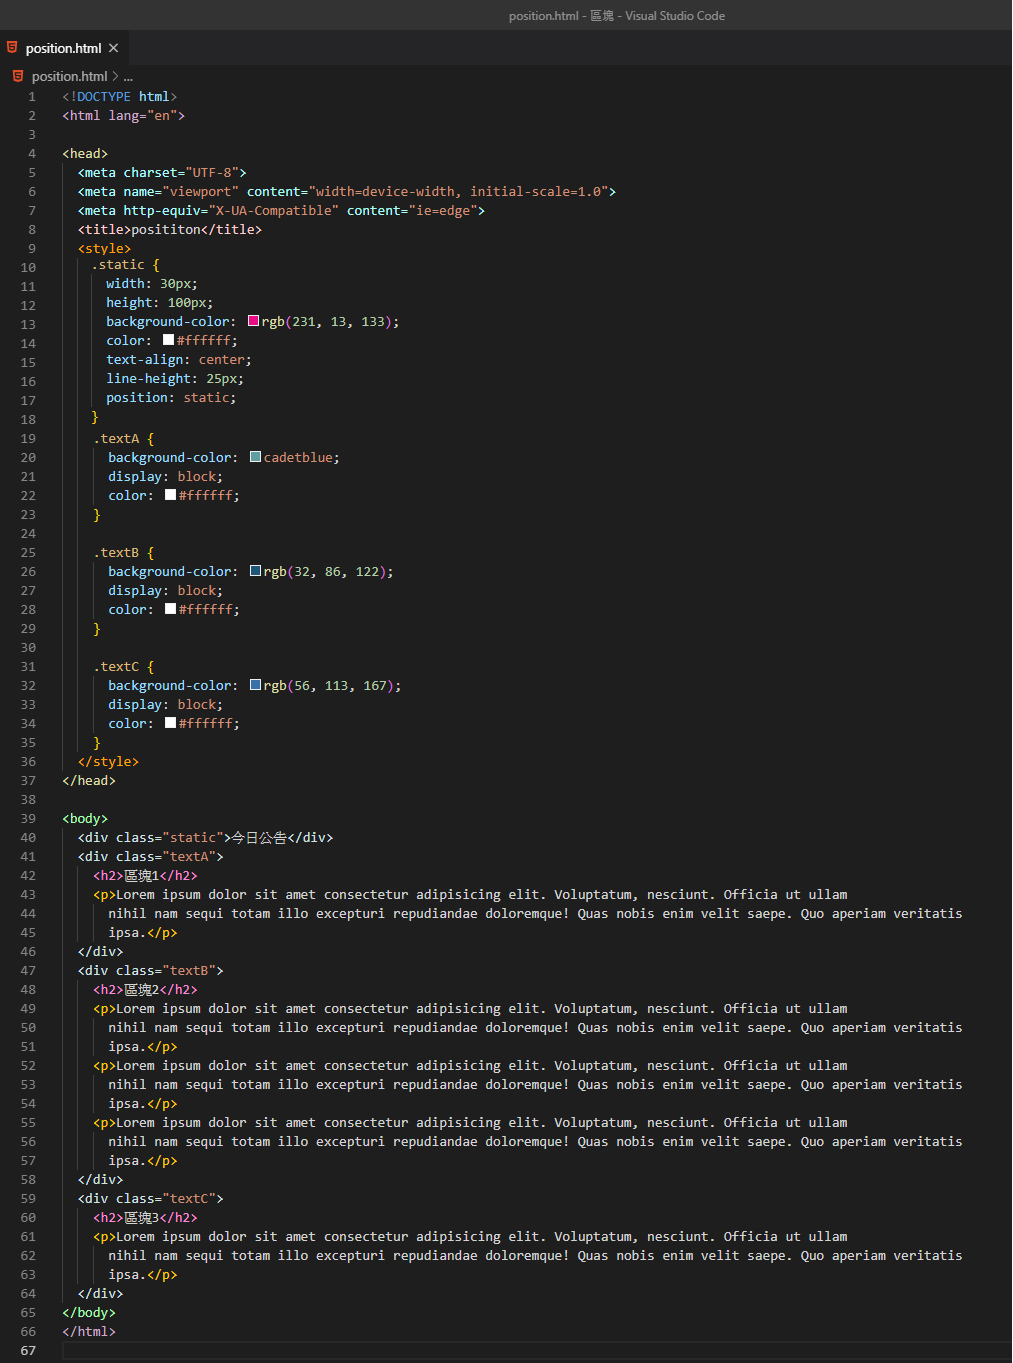 position.html - 區塊 - Visual Studio Code
position.html ×
position.html > ...
1 <!DOCTYPE html>
2 <html lang="en">
3
4 <head>
5 <meta charset="UTF-8">
6 <meta name="viewport" content="width=device-width, initial-scale=1.0">
7 <meta http-equiv="X-UA-Compatible" content="ie=edge">
8 <title>posititon</title>
9 <style>
10 .static {
11 width: 30px;
12 height: 100px;
13 background-color: rgb(231, 13, 133);
14 color: #ffffff;
15 text-align: center;
16 line-height: 25px;
17 position: static;
18 }
19 .textA {
20 background-color: cadetblue;
21 display: block;
22 color: #ffffff;
23 }
24
25 .textB {
26 background-color: rgb(32, 86, 122);
27 display: block;
28 color: #ffffff;
29 }
30
31 .textC {
32 background-color: rgb(56, 113, 167);
33 display: block;
34 color: #ffffff;
35 }
36 </style>
37 </head>
38
39 <body>
40 <div class="static">今日公告</div>
41 <div class="textA">
42 <h2>區塊1</h2>
43 <p>Lorem ipsum dolor sit amet consectetur adipisicing elit. Voluptatum, nesciunt. Officia ut ullam
44 nihil nam sequi totam illo excepturi repudiandae doloremque! Quas nobis enim velit saepe. Quo aperiam veritatis
45 ipsa.</p>
46 </div>
47 <div class="textB">
48 <h2>區塊2</h2>
49 <p>Lorem ipsum dolor sit amet consectetur adipisicing elit. Voluptatum, nesciunt. Officia ut ullam
50 nihil nam sequi totam illo excepturi repudiandae doloremque! Quas nobis enim velit saepe. Quo aperiam veritatis
51 ipsa.</p>
52 <p>Lorem ipsum dolor sit amet consectetur adipisicing elit. Voluptatum, nesciunt. Officia ut ullam
53 nihil nam sequi totam illo excepturi repudiandae doloremque! Quas nobis enim velit saepe. Quo aperiam veritatis
54 ipsa.</p>
55 <p>Lorem ipsum dolor sit amet consectetur adipisicing elit. Voluptatum, nesciunt. Officia ut ullam
56 nihil nam sequi totam illo excepturi repudiandae doloremque! Quas nobis enim velit saepe. Quo aperiam veritatis
57 ipsa.</p>
58 </div>
59 <div class="textC">
60 <h2>區塊3</h2>
61 <p>Lorem ipsum dolor sit amet consectetur adipisicing elit. Voluptatum, nesciunt. Officia ut ullam
62 nihil nam sequi totam illo excepturi repudiandae doloremque! Quas nobis enim velit saepe. Quo aperiam veritatis
63 ipsa.</p>
64 </div>
65 </body>
66 </html>
67